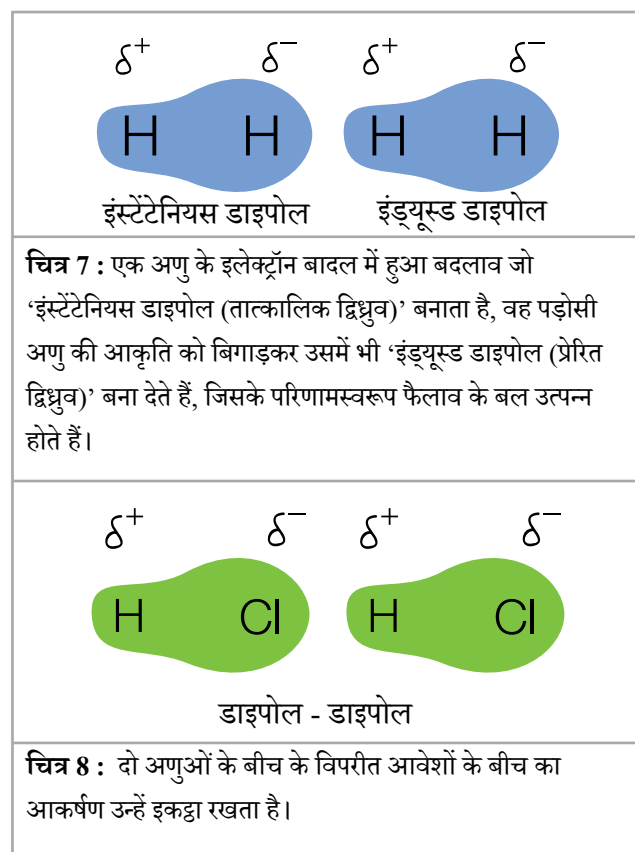 δ⁺ δ⁻ δ⁺ δ⁻
H H H H
इंस्टेंटेनियस डाइपोल इंड्यूस्ड डाइपोल
चित्र 7 : एक अणु के इलेक्ट्रॉन बादल में हुआ बदलाव जो
‘इंस्टेंटेनियस डाइपोल (तात्कालिक द्विध्रुव)’ बनाता है, वह पड़ोसी
अणु की आकृति को बिगाड़कर उसमें भी ‘इंड्यूस्ड डाइपोल (प्रेरित
द्विध्रुव)’ बना देते हैं, जिसके परिणामस्वरूप फैलाव के बल उत्पन्न
होते हैं।
δ⁺ δ⁻ δ⁺ δ⁻
H Cl H Cl
डाइपोल - डाइपोल
चित्र 8 : दो अणुओं के बीच के विपरीत आवेशों के बीच का
आकर्षण उन्हें इकट्ठा रखता है।